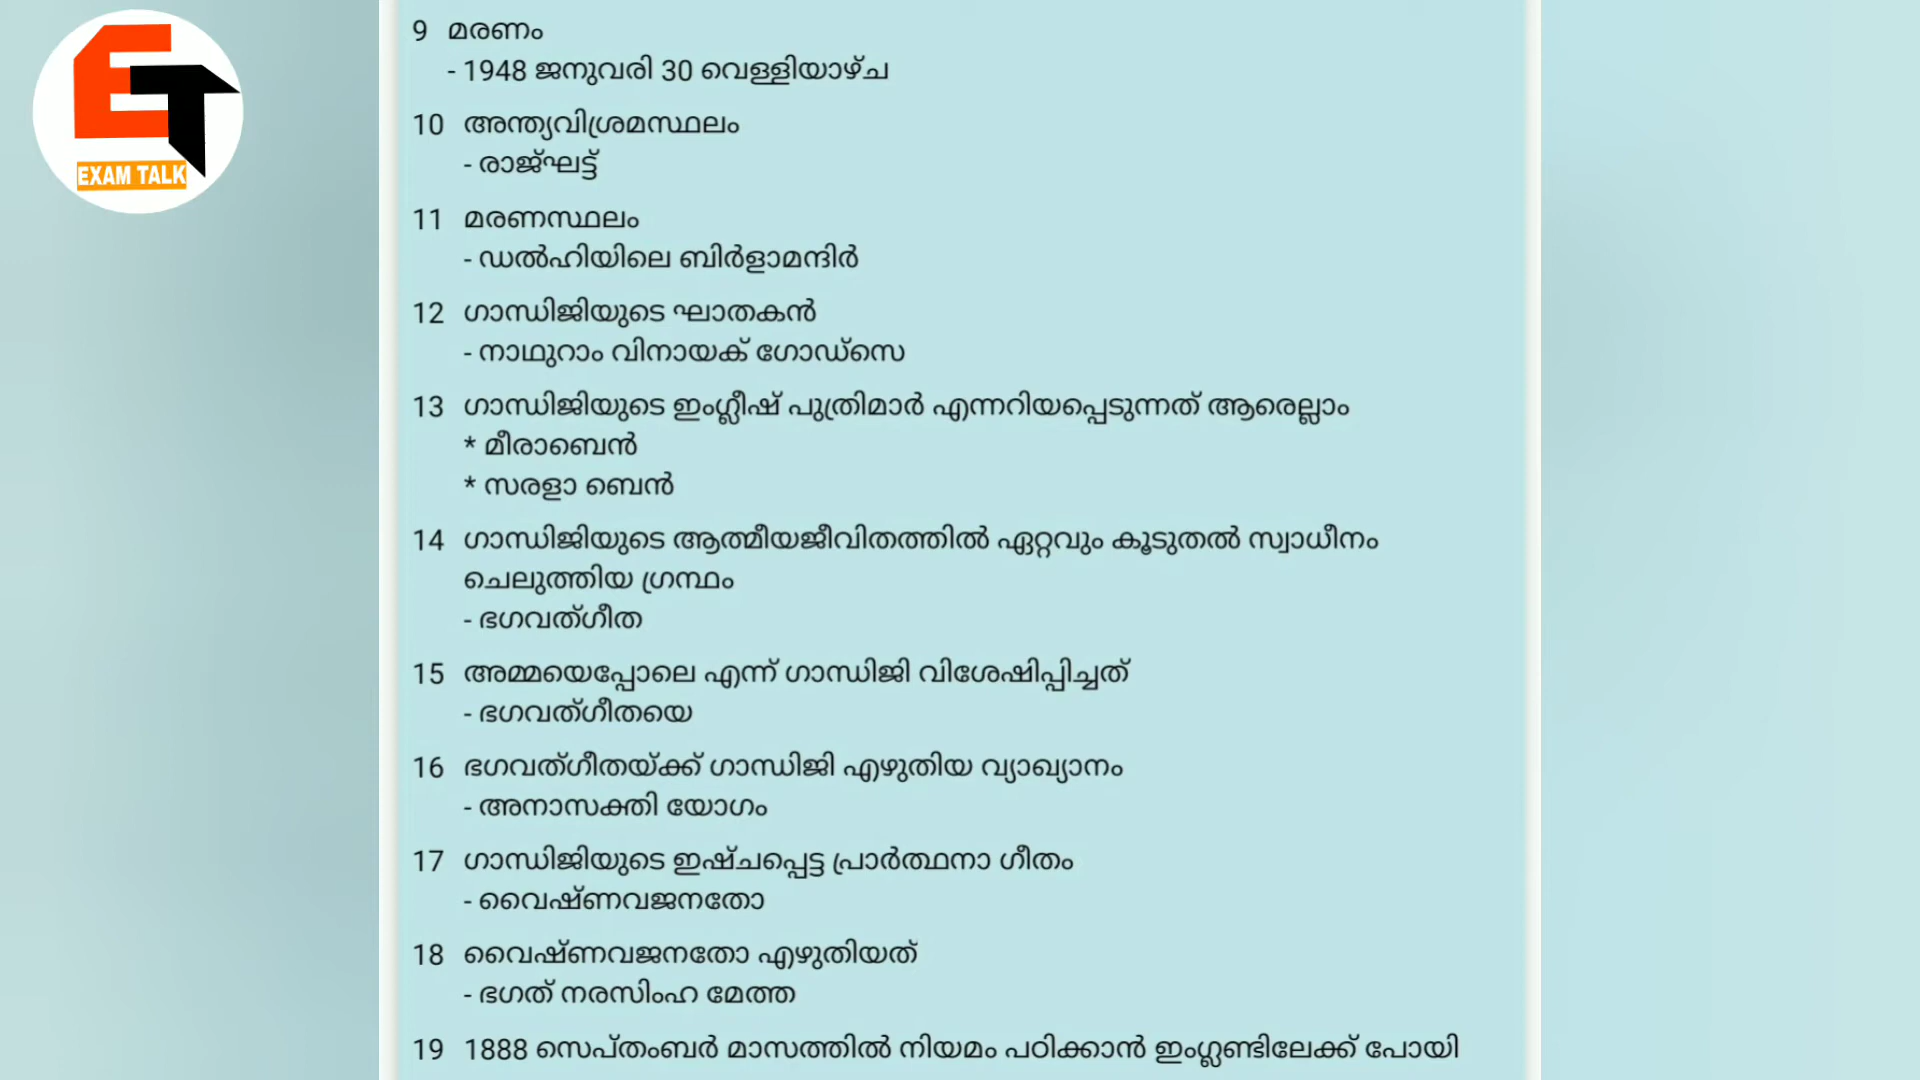 ET
EXAM TALK
9 മരണം
- 1948 ജനുവരി 30 വെള്ളിയാഴ്ച
10 അന്ത്യവിശ്രമസ്ഥലം
- രാജ്ഘട്ട്
11 മരണസ്ഥലം
- ഡൽഹിയിലെ ബിർളാമന്ദിർ
12 ഗാന്ധിജിയുടെ ഘാതകൻ
- നാഥുറാം വിനായക് ഗോഡ്സെ
13 ഗാന്ധിജിയുടെ ഇംഗ്ലീഷ് പുത്രിമാർ എന്നറിയപ്പെടുന്നത് ആരെല്ലാം
* മീരാബെൻ
* സരളാ ബെൻ
14 ഗാന്ധിജിയുടെ ആത്മീയജീവിതത്തിൽ ഏറ്റവും കൂടുതൽ സ്വാധീനം
ചെലുത്തിയ ഗ്രന്ഥം
- ഭഗവത്ഗീത
15 അമ്മയെപ്പോലെ എന്ന് ഗാന്ധിജി വിശേഷിപ്പിച്ചത്
- ഭഗവത്ഗീതയെ
16 ഭഗവത്ഗീതയ്ക്ക് ഗാന്ധിജി എഴുതിയ വ്യാഖ്യാനം
- അനാസക്തി യോഗം
17 ഗാന്ധിജിയുടെ ഇഷ്ചപ്പെട്ട പ്രാർത്ഥനാ ഗീതം
- വൈഷ്ണവജനതോ
18 വൈഷ്ണവജനതോ എഴുതിയത്
- ഭഗത് നരസിംഹ മേത്ത
19 1888 സെപ്തംബർ മാസത്തിൽ നിയമം പഠിക്കാൻ ഇംഗ്ലണ്ടിലേക്ക് പോയി